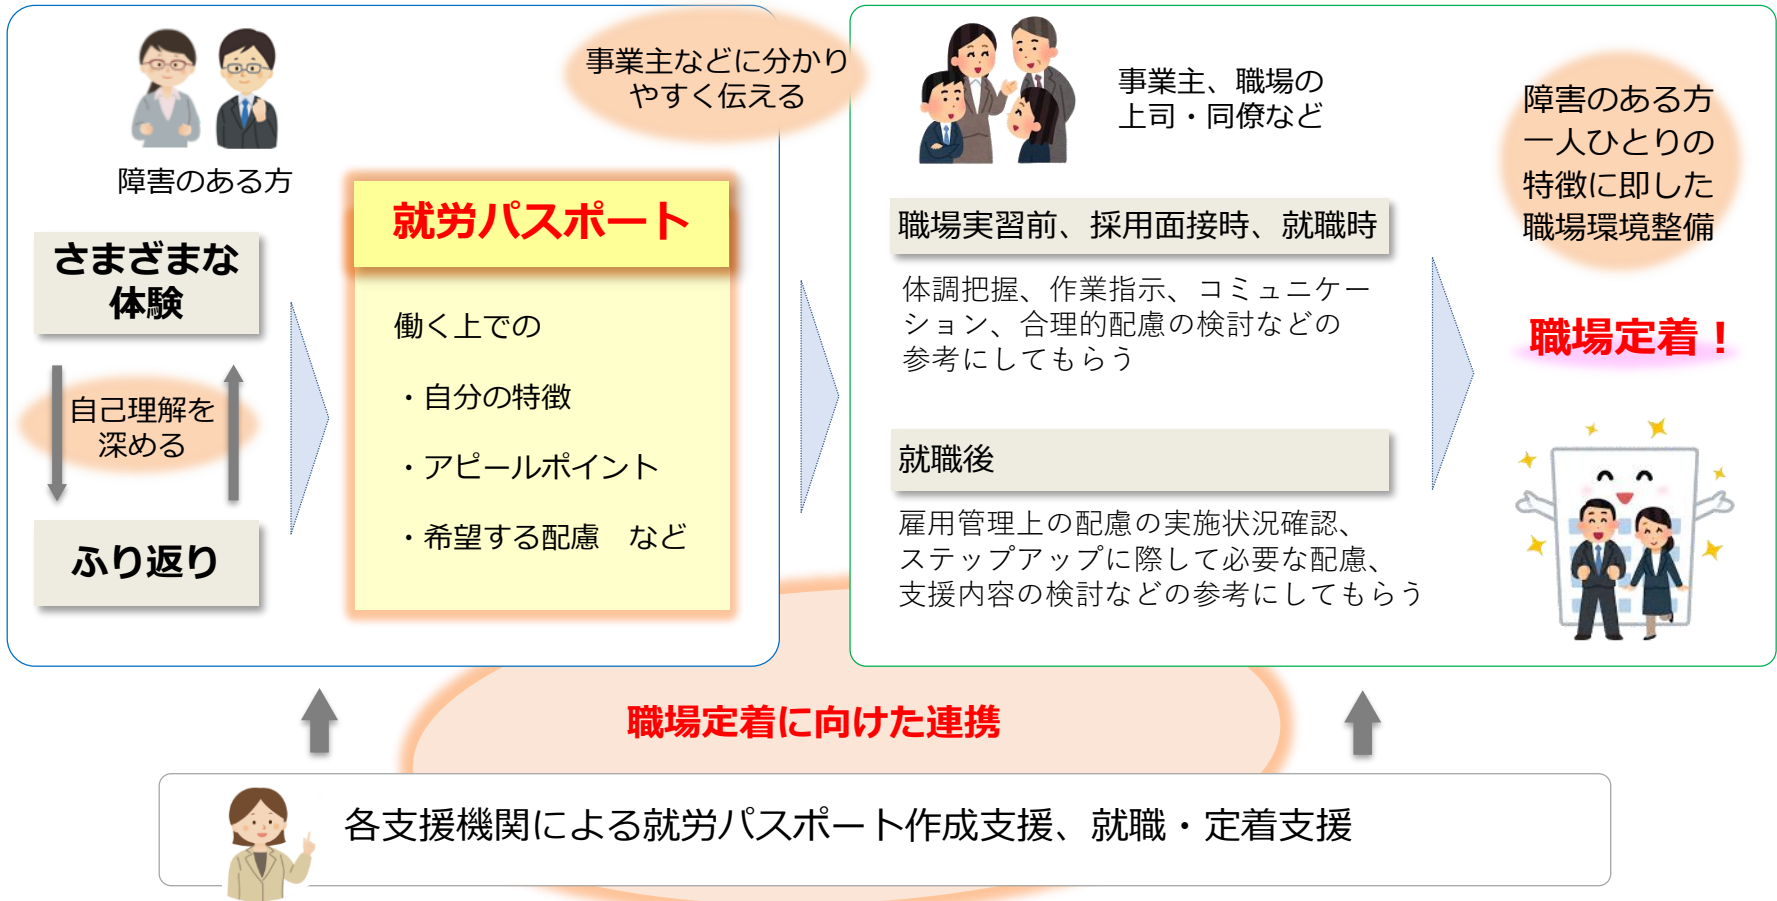 障害のある方
さまざまな
体験
自己理解を
深める
ふり返り
就労パスポート
働く上での
・自分の特徴
・アピールポイント
・希望する配慮　など
事業主などに分かり
やすく伝える
事業主、職場の
上司・同僚など
職場実習前、採用面接時、就職時
体調把握、作業指示、コミュニケー
ション、合理的配慮の検討などの
参考にしてもらう
就職後
雇用管理上の配慮の実施状況確認、
ステップアップに際して必要な配慮、
支援内容の検討などの参考にしてもらう
障害のある方
一人ひとりの
特徴に即した
職場環境整備
職場定着！
職場定着に向けた連携
各支援機関による就労パスポート作成支援、就職・定着支援